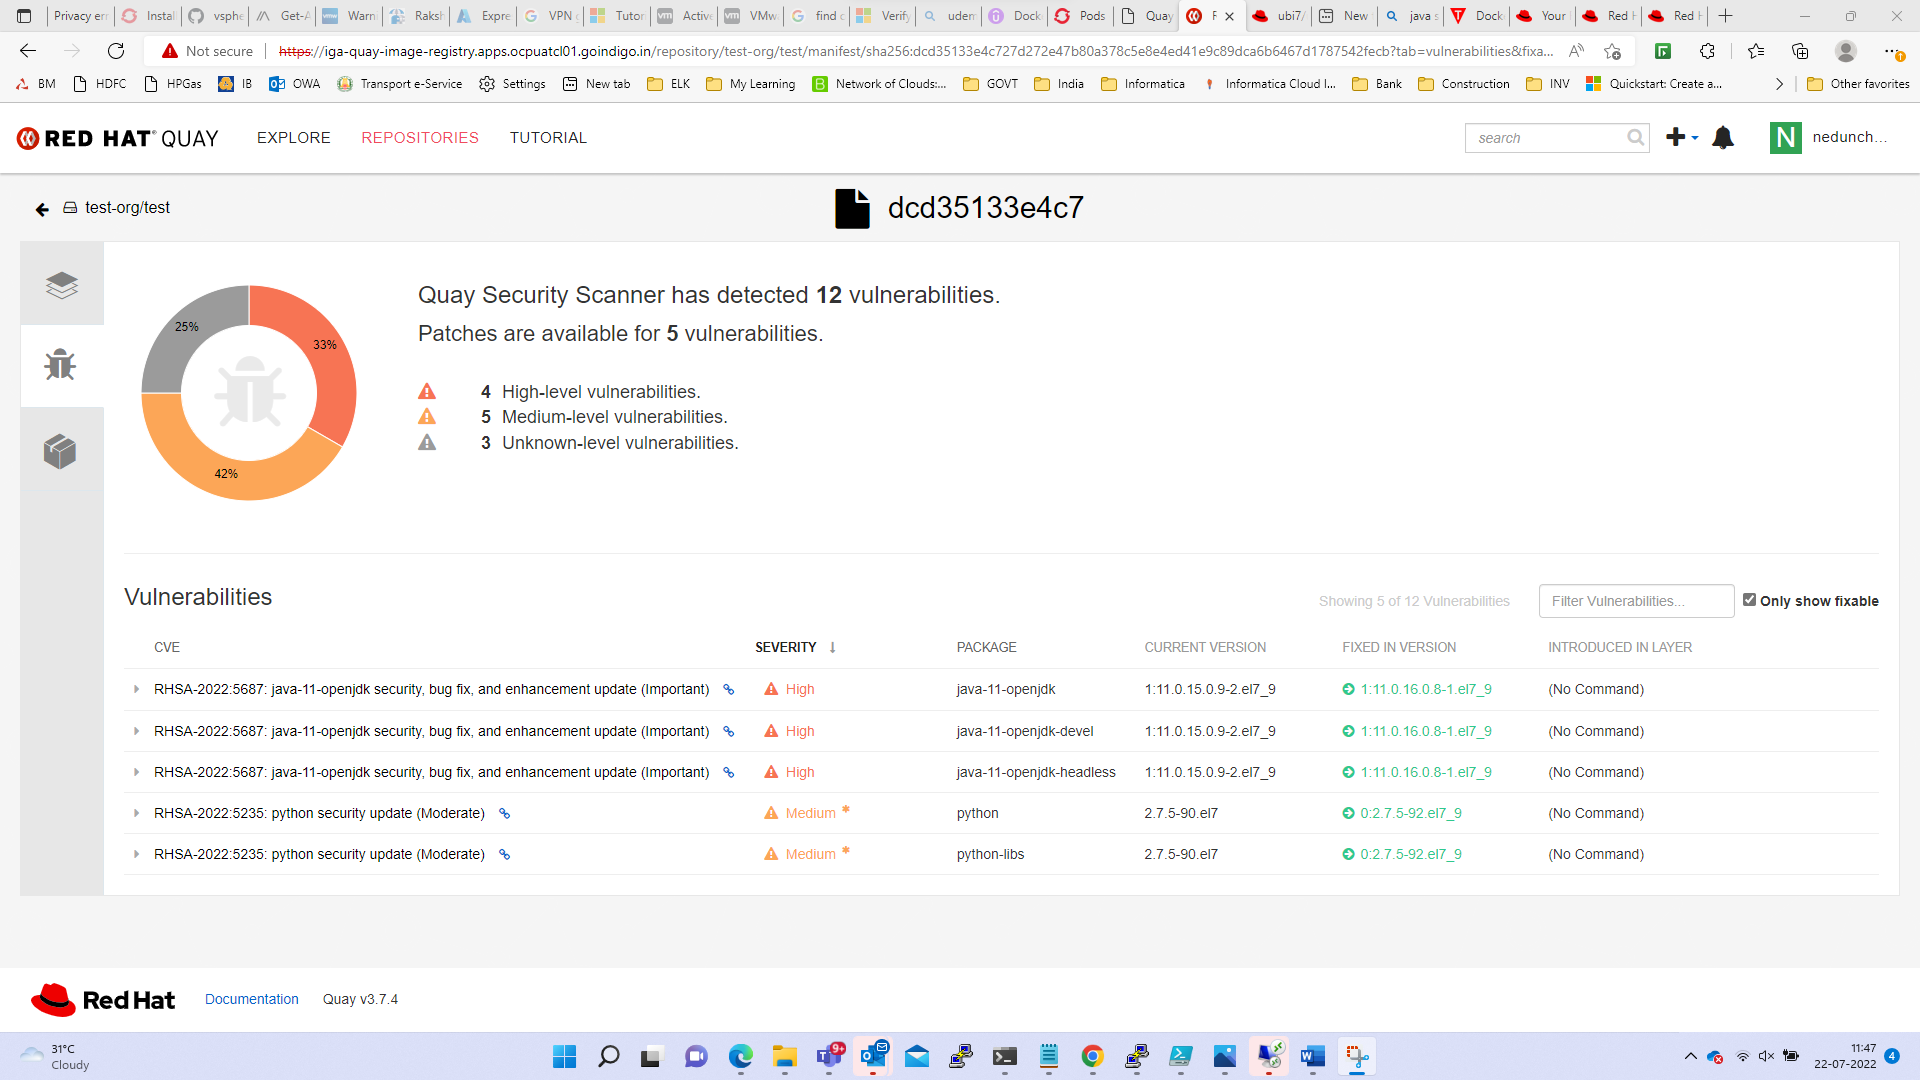 Privacy err
Instal
vsphe
Get-A
Warn
Raksh
Expre
VPN
Tutor
Active
VMw
find c
Verify
uden
Dock
Pods
Quay
ubi7/
New
java s
Dock
Your
Red H
Red H
Not secure
https://iga-quay-image-registry.apps.ocpuatcl01.goindigo.in/repository/test-org/test/manifest/sha256:dcd35133e4c727d272e47b80a378c5e8e4ed41e9c89dca6b6467d1787542fecb?tab=vulnerabilities&fixa...
BM
HDFC
HPGas
IB
OWA
Transport e-Service
Settings
New tab
ELK
My Learning
Network of Clouds:...
GOVT
India
Informatica
Informatica Cloud I...
Bank
Construction
INV
Quickstart: Create a...
Other favorites
RED HAT QUAY
EXPLORE
REPOSITORIES
TUTORIAL
search
N
nedunch...
test-org/test
dcd35133e4c7
25%
33%
42%
Quay Security Scanner has detected 12 vulnerabilities.
Patches are available for 5 vulnerabilities.
4 High-level vulnerabilities.
5 Medium-level vulnerabilities.
3 Unknown-level vulnerabilities.
Vulnerabilities
Showing 5 of 12 Vulnerabilities
Filter Vulnerabilities...
Only show fixable
CVE SEVERITY PACKAGE CURRENT VERSION FIXED IN VERSION INTRODUCED IN LAYER
RHSA-2022:5687: java-11-openjdk security, bug fix, and enhancement update (Important) High java-11-openjdk 1:11.0.15.0.9-2.el7_9 1:11.0.16.0.8-1.el7_9 (No Command)
RHSA-2022:5687: java-11-openjdk security, bug fix, and enhancement update (Important) High java-11-openjdk-devel 1:11.0.15.0.9-2.el7_9 1:11.0.16.0.8-1.el7_9 (No Command)
RHSA-2022:5687: java-11-openjdk security, bug fix, and enhancement update (Important) High java-11-openjdk-headless 1:11.0.15.0.9-2.el7_9 1:11.0.16.0.8-1.el7_9 (No Command)
RHSA-2022:5235: python security update (Moderate) Medium * python 2.7.5-90.el7 0:2.7.5-92.el7_9 (No Command)
RHSA-2022:5235: python security update (Moderate) Medium * python-libs 2.7.5-90.el7 0:2.7.5-92.el7_9 (No Command)
Red Hat
Documentation
Quay v3.7.4
31°C
Cloudy
9+
11:47
22-07-2022
4